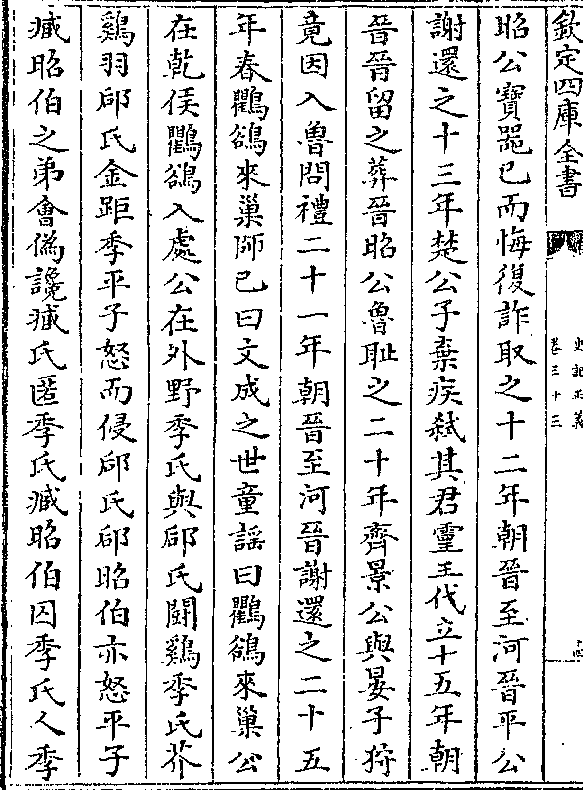 欽定四庫全書
史記正義
卷三十三
昭公寶噐已而悔復詐取之十二年朝晉至河晉平公
謝還之十三年楚公子棄疾弑其君靈王代立十五年朝
晉晉留之葬晉昭公魯耻之二十年齊景公與晏子狩
竟因入魯問禮二十一年朝晉至河晉謝還之二十五
年春鸜鵒來巢師已曰文成之世童謡曰鸜鵒來巢公
在乾侯鸜鵒入處公在外野季氏與郈氏鬬鷄季氏芥
鷄羽郈氏金距季平子怒而侵郈氏郈昭伯亦怒平子
臧昭伯之弟會僞讒臧氏匿季氏臧昭伯囚季氏人季